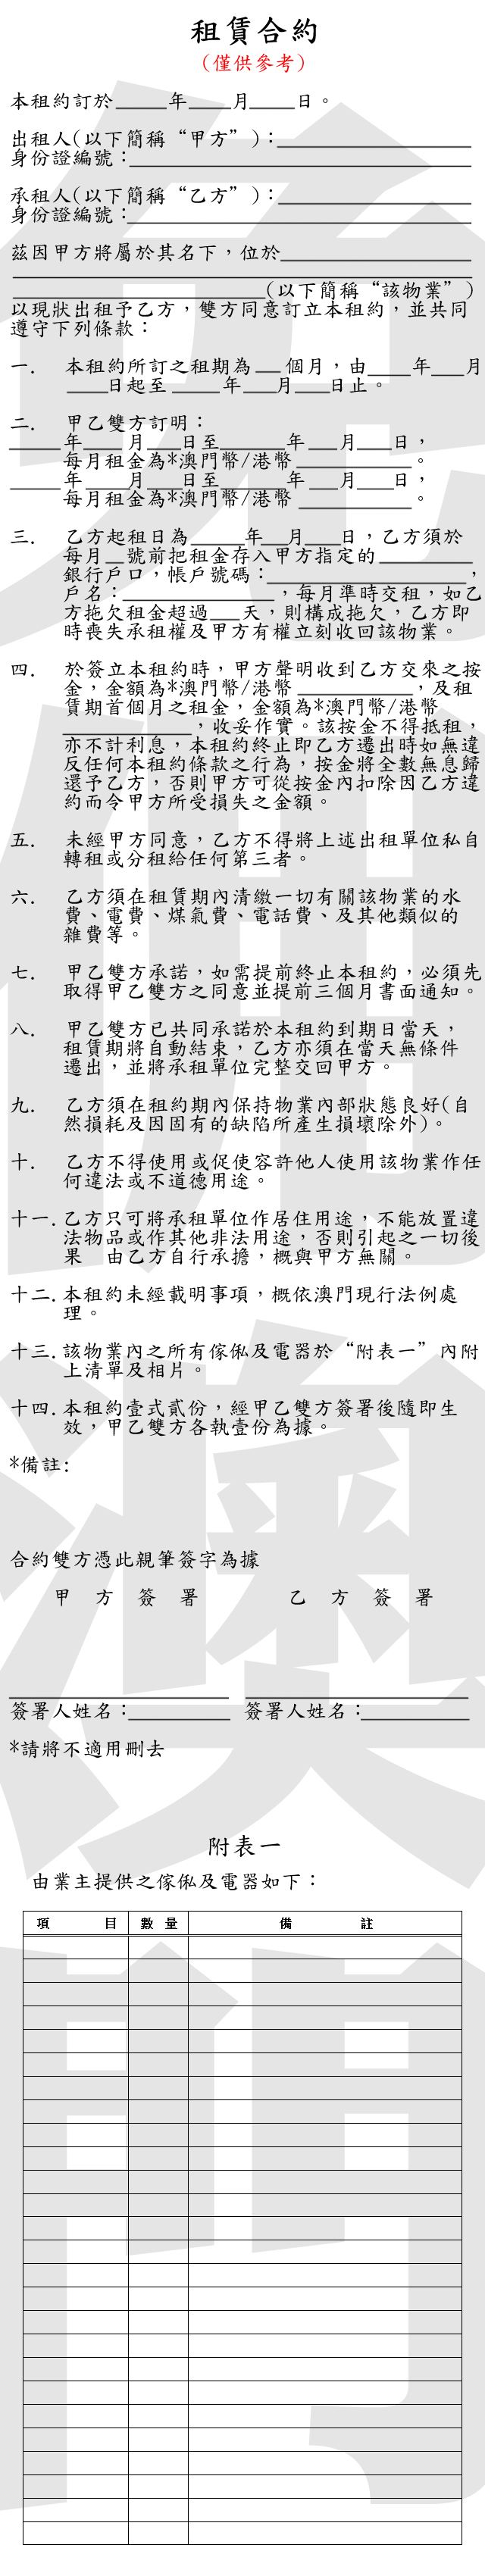 租賃合約
(僅供參考)
本租約訂於_____年____月____日。
出租人(以下簡稱“甲方”):____________________
身份證編號:____________________
承租人(以下簡稱“乙方”):____________________
身份證編號:____________________
茲因甲方將屬於其名下,位於____________________
____________________
____________________(以下簡稱“該物業”)
以現狀出租予乙方,雙方同意訂立本租約,並共同
遵守下列條款:
一. 本租約所訂之租期為___個月,由____年___月
____日起至_____年___月___日止。
二. 甲乙雙方訂明:
_____年____月___日至______年___月___日,
每月租金為*澳門幣/港幣___________。
_____年____月___日至______年___月___日,
每月租金為*澳門幣/港幣___________。
三. 乙方起租日為_____年___月___日,乙方須於
每月__號前把租金存入甲方指定的_________
銀行戶口,帳戶號碼:____________________,
戶名:_______________,每月準時交租,如乙
方拖欠租金超過___天,則構成拖欠,乙方即
時喪失承租權及甲方有權立刻收回該物業。
四. 於簽立本租約時,甲方聲明收到乙方交來之按
金,金額為*澳門幣/港幣___________,及租
賃期首個月之租金,金額為*澳門幣/港幣
____________,收妥作實。該按金不得抵租,
亦不計利息,本租約終止即乙方遷出時如無違
反任何本租約條款之行為,按金將全數無息歸
還予乙方,否則甲方可從按金內扣除因乙方違
約而令甲方所受損失之金額。
五. 未經甲方同意,乙方不得將上述出租單位私自
轉租或分租給任何第三者。
六. 乙方須在租賃期內清繳一切有關該物業的水
費、電費、煤氣費、電話費、及其他類似的
雜費等。
七. 甲乙雙方承諾,如需提前終止本租約,必須先
取得甲乙雙方之同意並提前三個月書面通知。
八. 甲乙雙方已共同承諾於本租約到期日當天,
租賃期將自動結束,乙方亦須在當天無條件
遷出,並將承租單位完整交回甲方。
九. 乙方須在租約期內保持物業內部狀態良好(自
然損耗及因固有的缺陷所產生損壞除外)。
十. 乙方不得使用或促使容許他人使用該物業作任
何違法或不道德用途。
十一.乙方只可將承租單位作居住用途,不能放置違
法物品或作其他非法用途,否則引起之一切後
果 由乙方自行承擔,概與甲方無關。
十二.本租約未經載明事項,概依澳門現行法例處
理。
十三.該物業內之所有傢俬及電器於“附表一”內附
上清單及相片。
十四.本租約壹式貳份,經甲乙雙方簽署後隨即生
效,甲乙雙方各執壹份為據。
*備註:
合約雙方憑此親筆簽字為據
甲 方 簽 署 乙 方 簽 署
簽署人姓名:__________ 簽署人姓名:__________
*請將不適用刪去
附表一
由業主提供之傢俬及電器如下:
項 目 數 量 備 註